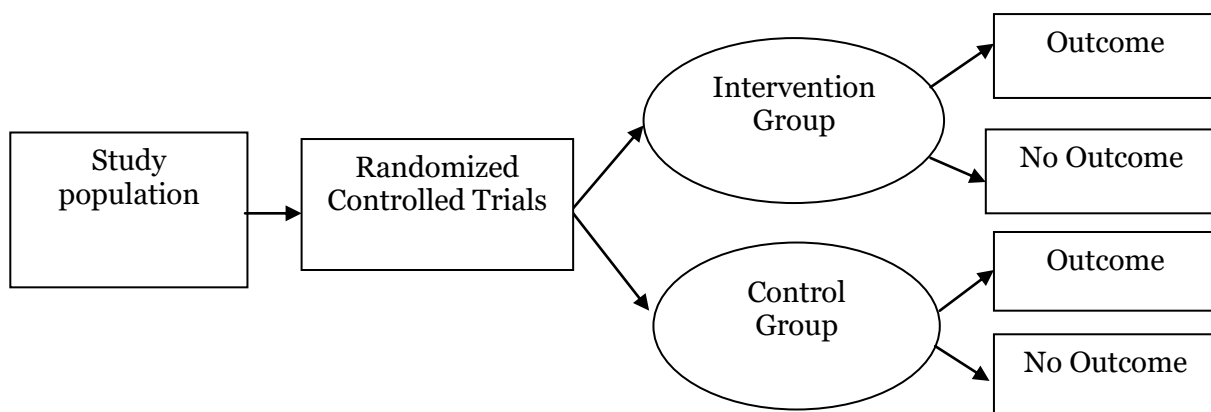 Study
population
Randomized
Controlled Trials
Intervention
Group
Outcome
No Outcome
Control
Group
Outcome
No Outcome